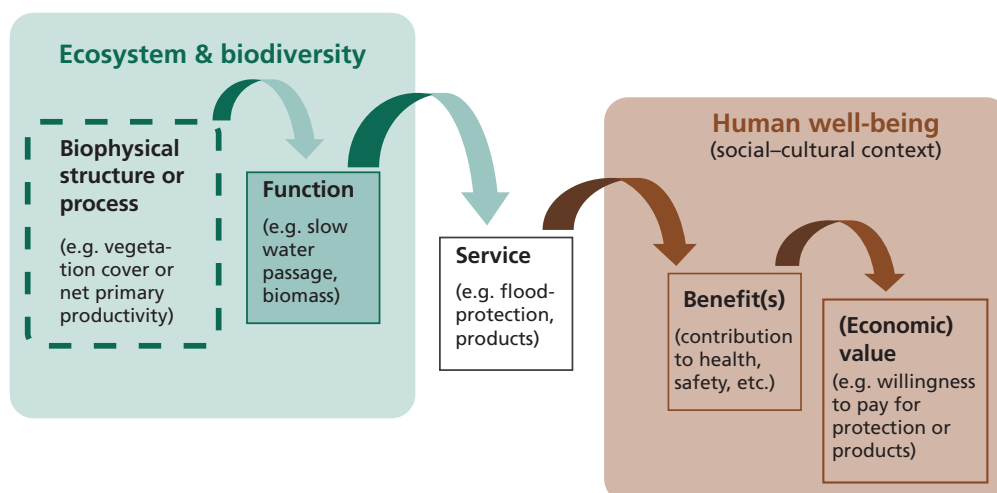 Ecosystem & biodiversity
Biophysical
structure or
process
(e.g. vegeta-
tion cover or
net primary
productivity)
Function
(e.g. slow
water
passage,
biomass)
Service
(e.g. flood-
protection,
products)
Human well-being
(social–cultural context)
Benefit(s)
(contribution
to health,
safety, etc.)
(Economic)
value
(e.g. willingness
to pay for
protection or
products)